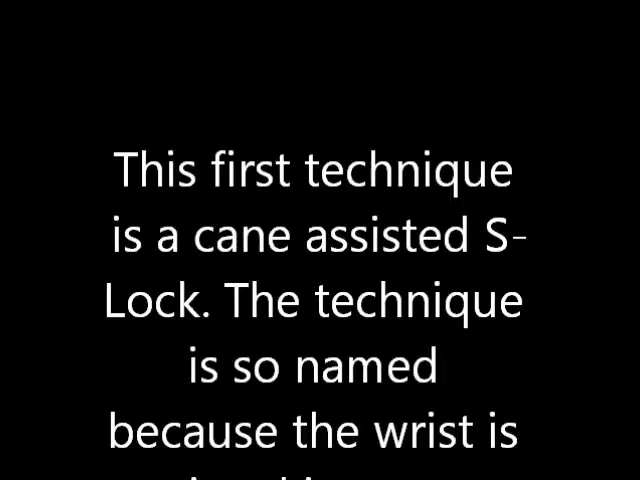 This first technique
is a cane assisted S-
Lock. The technique
is so named
because the wrist is